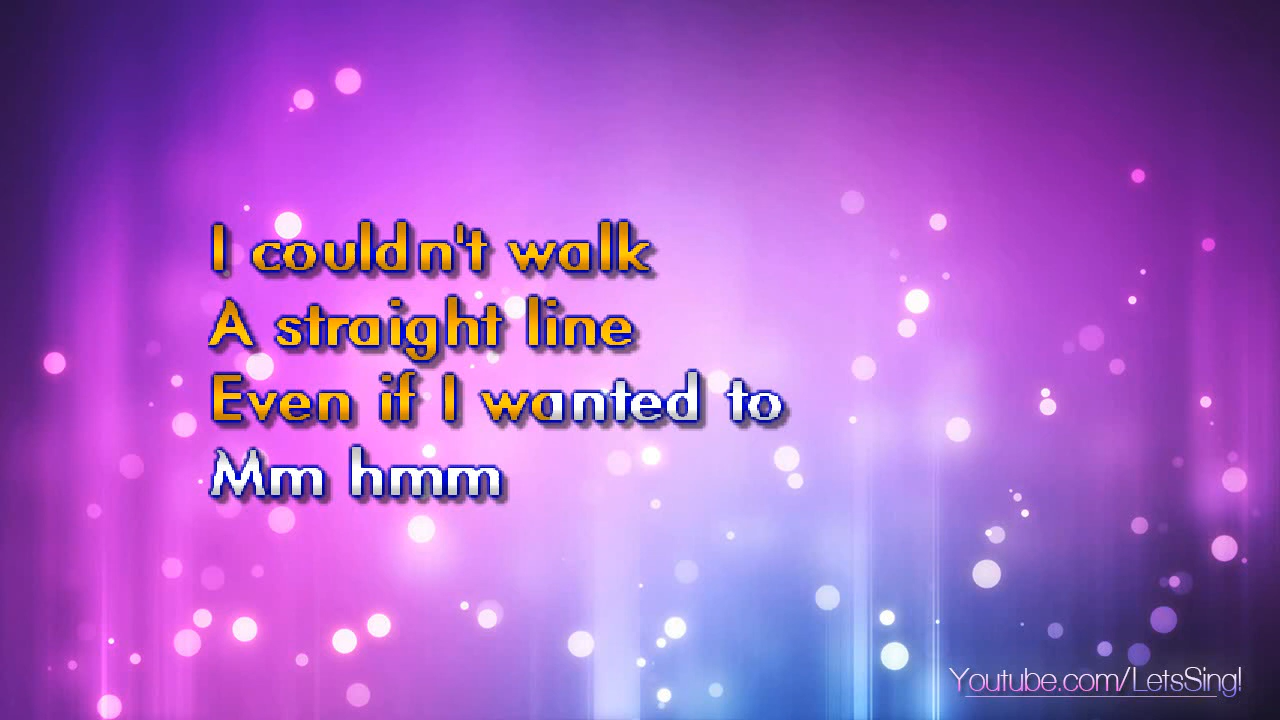 I couldn't walk
A straight line
Even if I wanted to
Mm hmm
Youtube.com/LetsSing!